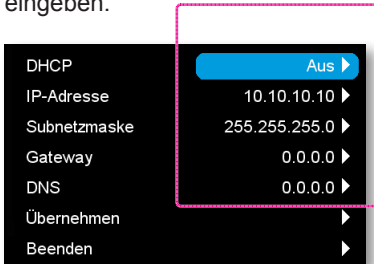 eingeben.
DHCP Aus
IP-Adresse 10.10.10.10
Subnetzmaske 255.255.255.0
Gateway 0.0.0.0
DNS 0.0.0.0
Übernehmen
Beenden